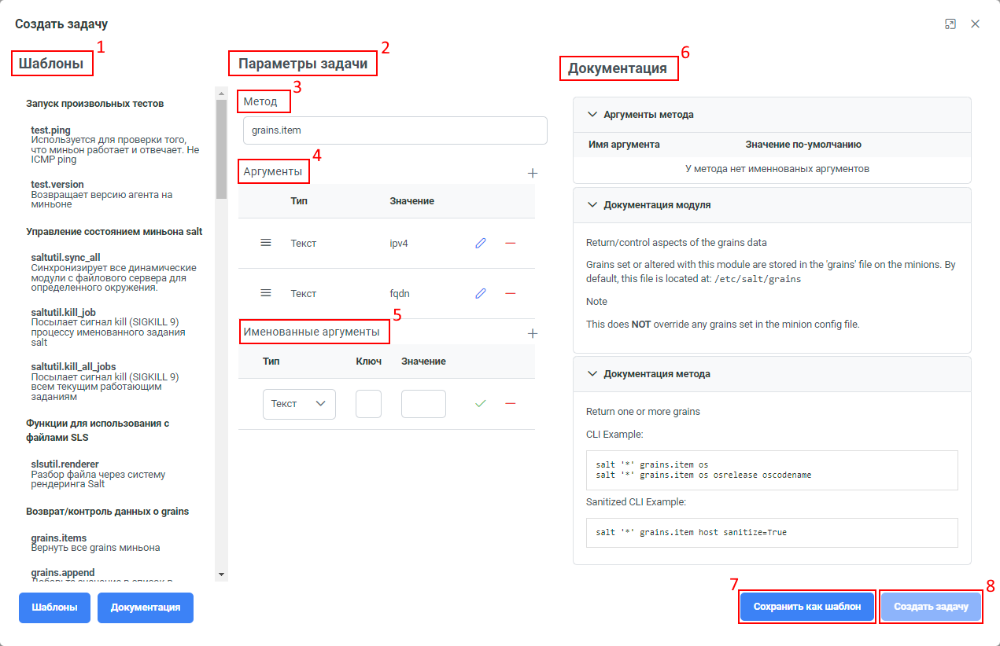 Создать задачу
1
Шаблоны
Запуск произвольных тестов
test.ping
Используется для проверки того,
что миньон работает и отвечает. Не
ICMP ping
test.version
Возвращает версию агента на
миньоне
Управление состоянием миньона salt
saltutil.sync_all
Синхронизирует все динамические
модули с файлового сервера для
определенного окружения.
saltutil.kill_job
Посылает сигнал kill (SIGKILL 9)
процессу именованного задания
salt
saltutil.kill_all_jobs
Посылает сигнал kill (SIGKILL 9)
всем текущим работающим
заданиям
Функции для использования с
файлами SLS
slsutil.renderer
Разбор файла через систему
рендеринга Salt
Возврат/контроль данных о grains
grains.items
Вернуть все grains миньона
grains.append
Добавьте значение в список в
Шаблоны
Документация
2
Параметры задачи
3
Метод
grains.item
4
Аргументы
Тип Значение
Текст ipv4
Текст fqdn
5
Именованные аргументы
Тип Ключ Значение
Текст
6
Документация
Аргументы метода
Имя аргумента Значение по-умолчанию
У метода нет именнованых аргументов
Документация модуля
Return/control aspects of the grains data
Grains set or altered with this module are stored in the 'grains' file on the minions. By
default, this file is located at: /etc/salt/grains
Note
This does NOT override any grains set in the minion config file.
Документация метода
Return one or more grains
CLI Example:
salt '*' grains.item os
salt '*' grains.item os osrelease oscodename
Sanitized CLI Example:
salt '*' grains.item host sanitize=True
7
Сохранить как шаблон
8
Создать задачу